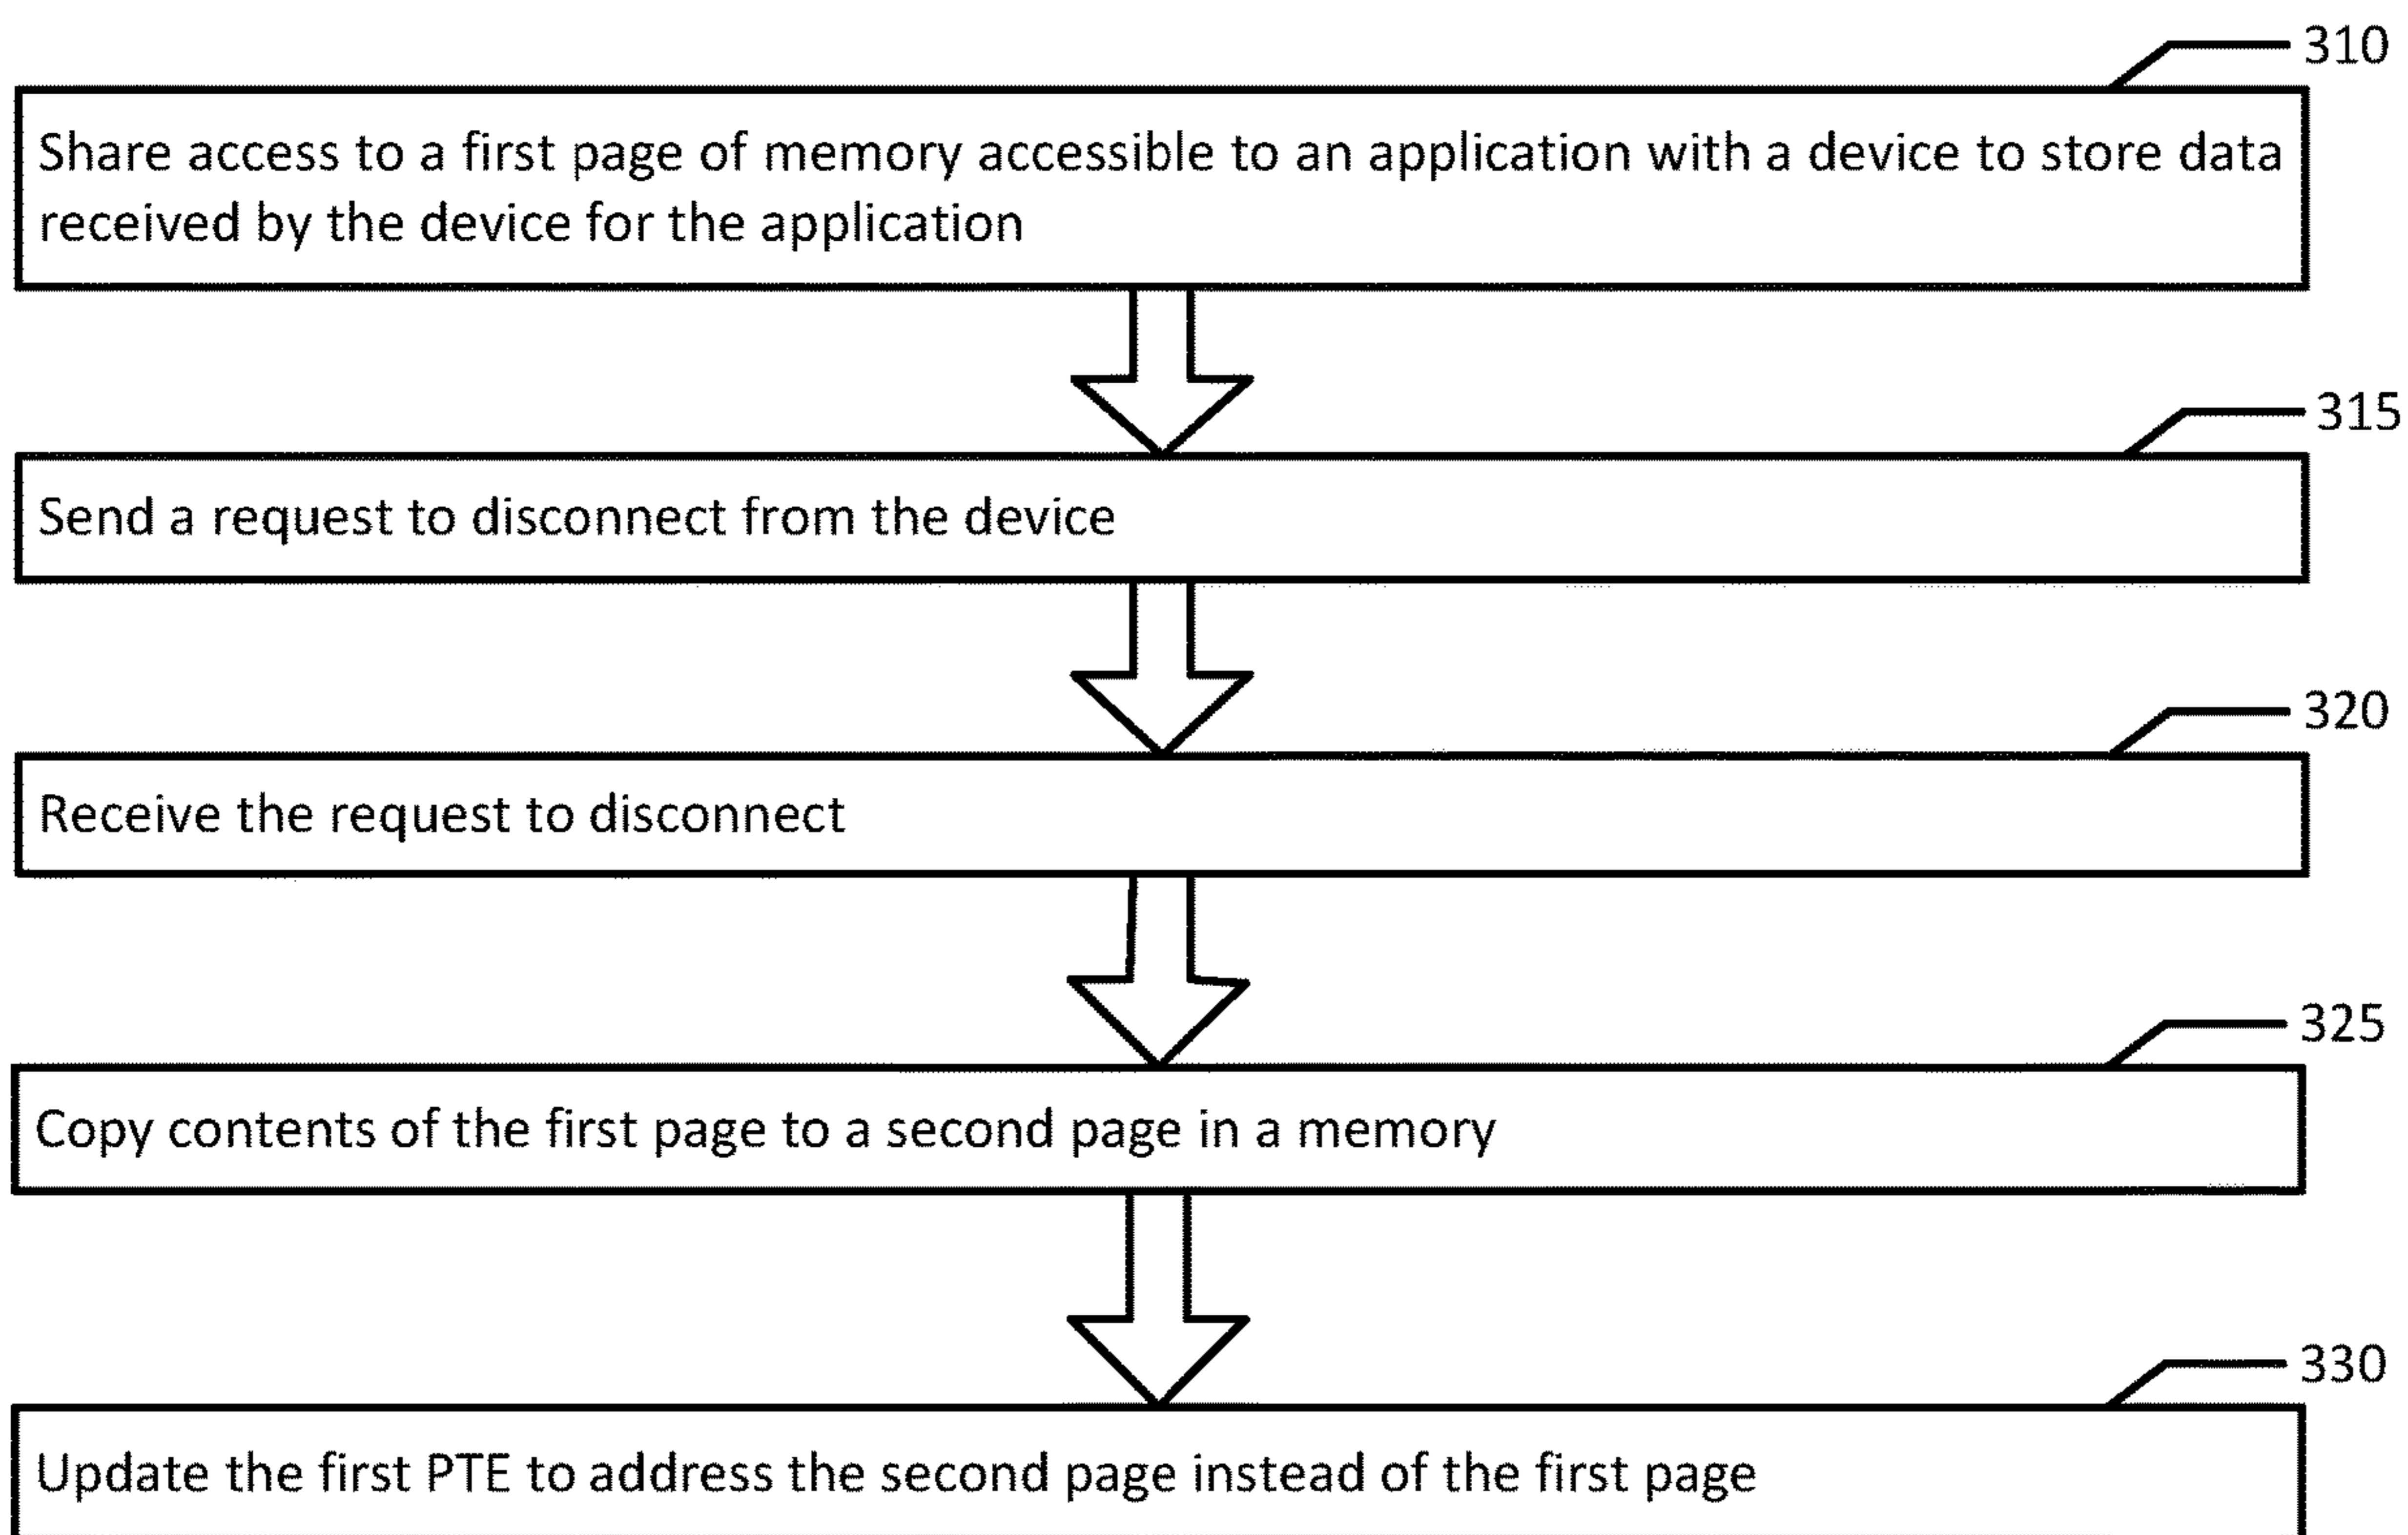 310
Share access to a first page of memory accessible to an application with a device to store data
received by the device for the application
315
Send a request to disconnect from the device
320
Receive the request to disconnect
325
Copy contents of the first page to a second page in a memory
330
Update the first PTE to address the second page instead of the first page